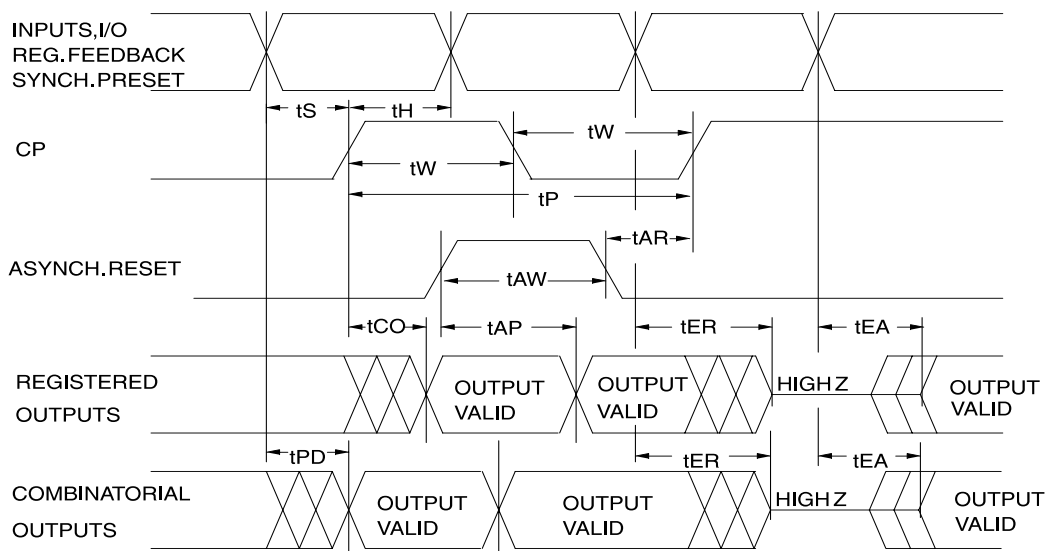 INPUTS,I/O
REG.FEEDBACK
SYNCH.PRESET
tS
tH
CP
tW
tW
tP
tAR
ASYNCH.RESET
tAW
tCO
tAP
tER
tEA
REGISTERED
OUTPUTS
OUTPUT
VALID
OUTPUT
VALID
HIGH Z
OUTPUT
VALID
tPD
tER
tEA
COMBINATORIAL
OUTPUTS
OUTPUT
VALID
OUTPUT
VALID
HIGH Z
OUTPUT
VALID